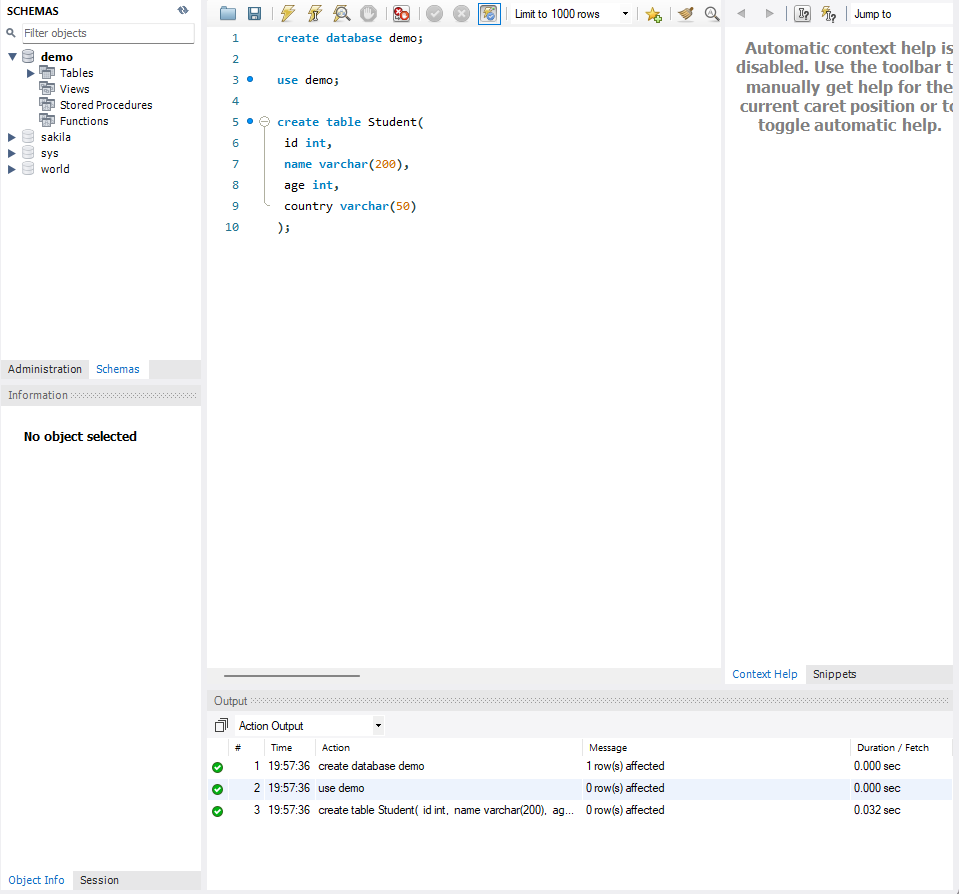 SCHEMAS
Filter objects
demo
Tables
Views
Stored Procedures
Functions
sakila
sys
world
Administration Schemas
Information
No object selected
Object Info Session
Limit to 1000 rows
1 create database demo;
2
3 use demo;
4
5 create table Student(
6 id int,
7 name varchar(200),
8 age int,
9 country varchar(50)
10 );
Jump to
Automatic context help is
disabled. Use the toolbar t
manually get help for the
current caret position or to
toggle automatic help.
Context Help Snippets
Output
Action Output
# Time Action Message Duration / Fetch
1 19:57:36 create database demo 1 row(s) affected 0.000 sec
2 19:57:36 use demo 0 row(s) affected 0.000 sec
3 19:57:36 create table Student( id int, name varchar(200), ag... 0 row(s) affected 0.032 sec